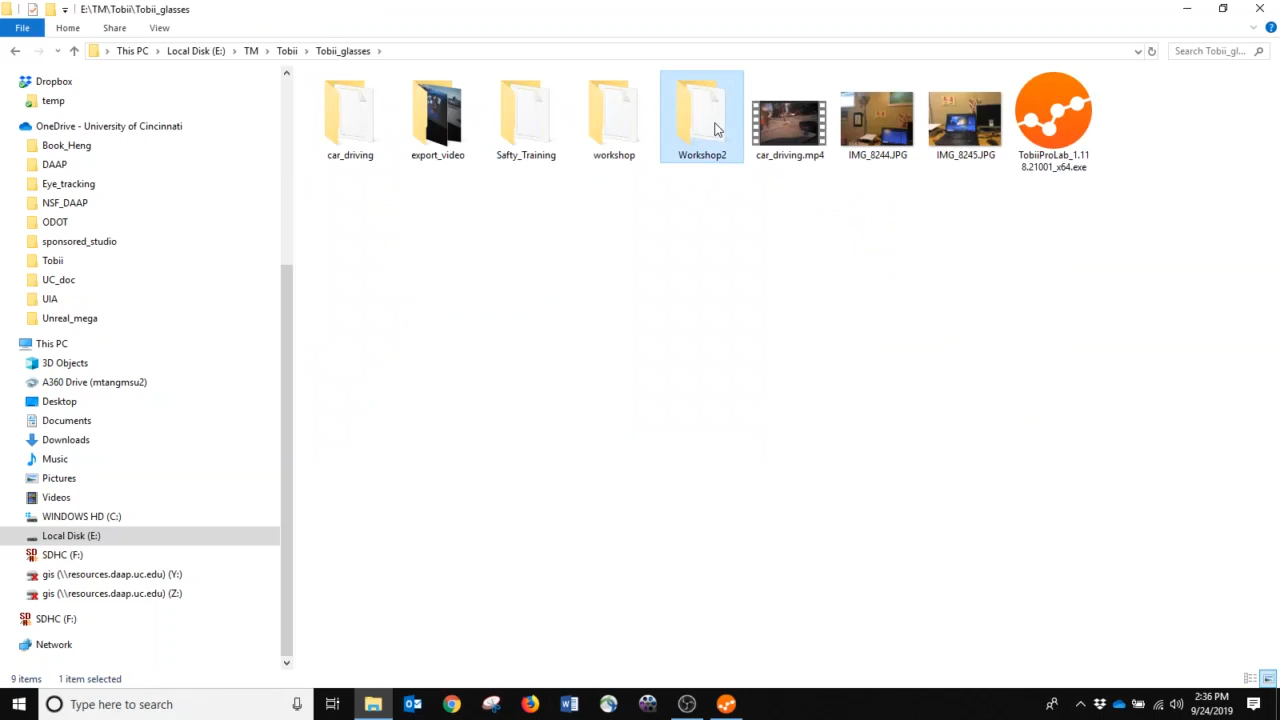 E:\TM\Tobii\Tobii_glasses
File Home Share View
This PC Local Disk (E:) TM Tobii Tobii_glasses
Search Tobii_gl...
Dropbox
temp
OneDrive - University of Cincinnati
Book_Heng
DAAP
Eye_tracking
NSF_DAAP
ODOT
sponsored_studio
Tobii
UC_doc
UIA
Unreal_mega
This PC
3D Objects
A360 Drive (mtangmsu2)
Desktop
Documents
Downloads
Music
Pictures
Videos
WINDOWS HD (C:)
Local Disk (E:)
SDHC (F:)
gis (\\resources.daap.uc.edu) (Y:)
gis (\\resources.daap.uc.edu) (Z:)
SDHC (F:)
Network
car_driving
export_video
Safty_Training
workshop
Workshop2
car_driving.mp4
IMG_8244.JPG
IMG_8245.JPG
TobiiProLab_1.11
8.21001_x64.exe
9 items 1 item selected
Type here to search
2:36 PM
9/24/2019